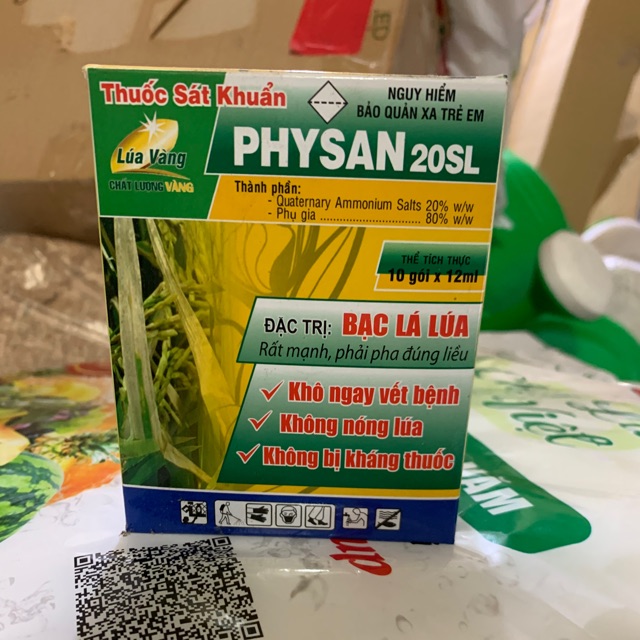 Thuốc Sát Khuẩn
NGUY HIỂM
BẢO QUẢN XA TRẺ EM
Lúa Vàng
CHẤT LƯỢNG VÀNG
PHYSAN 20SL
Thành phần:
- Quaternary Ammonium Salts 20% w/w
- Phụ gia .............................. 80% w/w
THỂ TÍCH THỰC
10 gói x 12ml
ĐẶC TRỊ: BẠC LÁ LÚA
Rất mạnh, phải pha đúng liều
Khô ngay vết bệnh
Không nóng lúa
Không bị kháng thuốc
Việt